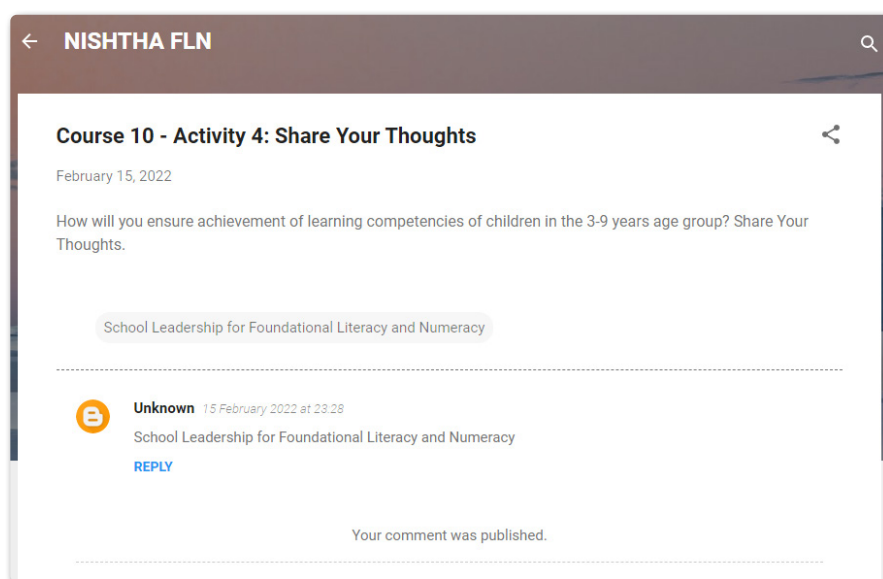 NISHTHA FLN
Course 10 - Activity 4: Share Your Thoughts
February 15, 2022
How will you ensure achievement of learning competencies of children in the 3-9 years age group? Share Your
Thoughts.
School Leadership for Foundational Literacy and Numeracy
Unknown 15 February 2022 at 23:28
School Leadership for Foundational Literacy and Numeracy
REPLY
Your comment was published.